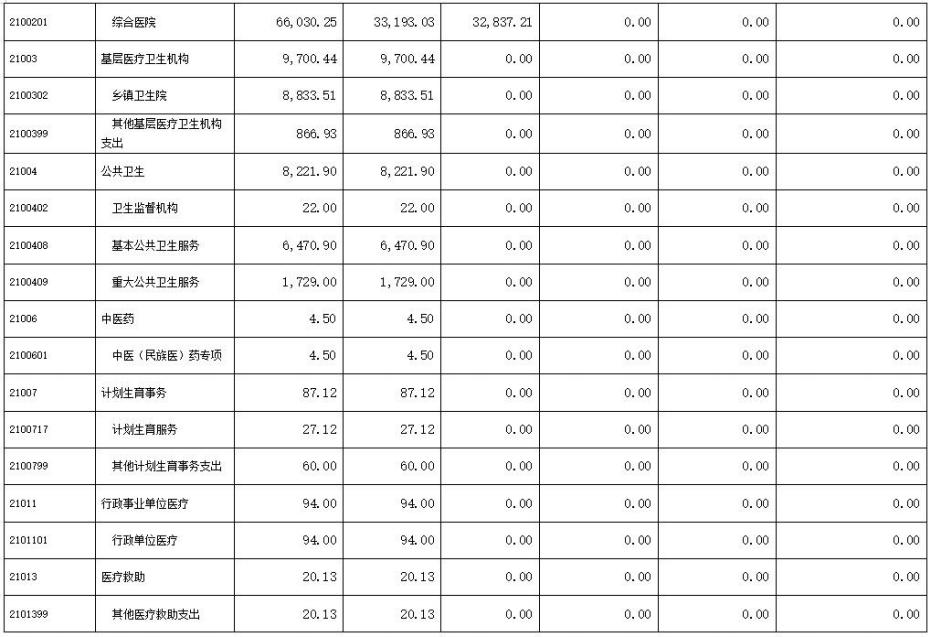 2100201 综合医院 66,030.25 33,193.03 32,837.21 0.00 0.00 0.00
21003 基层医疗卫生机构 9,700.44 9,700.44 0.00 0.00 0.00 0.00
2100302 乡镇卫生院 8,833.51 8,833.51 0.00 0.00 0.00 0.00
2100399 其他基层医疗卫生机构
支出 866.93 866.93 0.00 0.00 0.00 0.00
21004 公共卫生 8,221.90 8,221.90 0.00 0.00 0.00 0.00
2100402 卫生监督机构 22.00 22.00 0.00 0.00 0.00 0.00
2100408 基本公共卫生服务 6,470.90 6,470.90 0.00 0.00 0.00 0.00
2100409 重大公共卫生服务 1,729.00 1,729.00 0.00 0.00 0.00 0.00
21006 中医药 4.50 4.50 0.00 0.00 0.00 0.00
2100601 中医（民族医）药专项 4.50 4.50 0.00 0.00 0.00 0.00
21007 计划生育事务 87.12 87.12 0.00 0.00 0.00 0.00
2100717 计划生育服务 27.12 27.12 0.00 0.00 0.00 0.00
2100799 其他计划生育事务支出 60.00 60.00 0.00 0.00 0.00 0.00
21011 行政事业单位医疗 94.00 94.00 0.00 0.00 0.00 0.00
2101101 行政单位医疗 94.00 94.00 0.00 0.00 0.00 0.00
21013 医疗救助 20.13 20.13 0.00 0.00 0.00 0.00
2101399 其他医疗救助支出 20.13 20.13 0.00 0.00 0.00 0.00